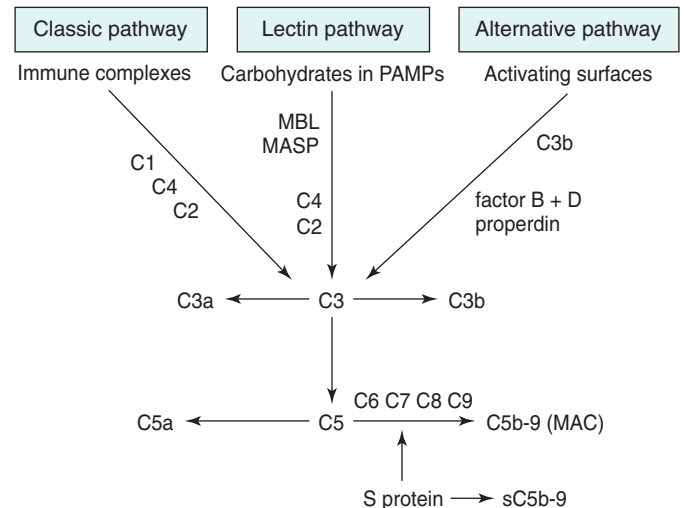 Classic pathway
Lectin pathway
Alternative pathway
Immune complexes
Carbohydrates in PAMPs
Activating surfaces
MBL
MASP
C3b
C1
C4
C2
C4
C2
factor B + D
properdin
C3a
C3
C3b
C6 C7 C8 C9
C5a
C5
C5b-9 (MAC)
S protein
sC5b-9